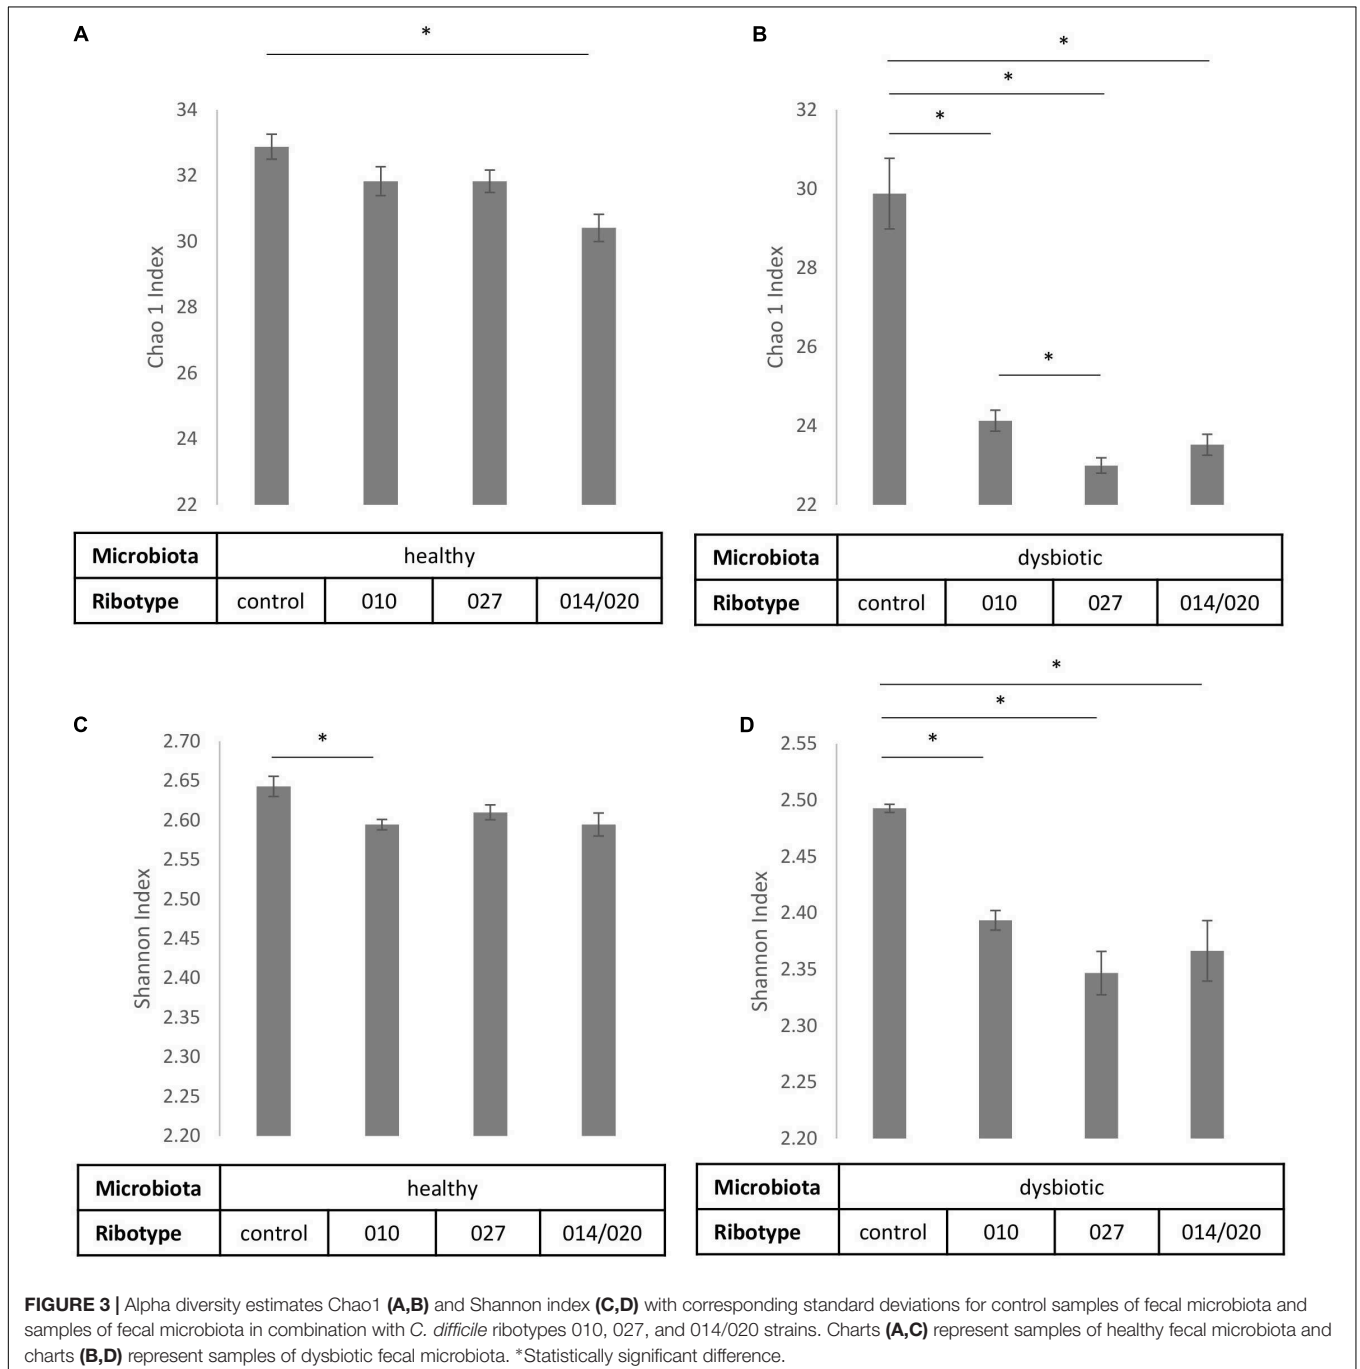 A
*
34
32
30
28
26
24
22
Chao 1 Index
Microbiota healthy
Ribotype control 010 027 014/020
B
*
*
*
*
32
30
28
26
24
22
Chao 1 Index
Microbiota dysbiotic
Ribotype control 010 027 014/020
C
*
2.70
2.65
2.60
2.55
2.50
2.45
2.40
2.35
2.30
2.25
2.20
Shannon Index
Microbiota healthy
Ribotype control 010 027 014/020
D
*
*
*
2.55
2.50
2.45
2.40
2.35
2.30
2.25
2.20
Shannon Index
Microbiota dysbiotic
Ribotype control 010 027 014/020
FIGURE 3 | Alpha diversity estimates Chao1 (A,B) and Shannon index (C,D) with corresponding standard deviations for control samples of fecal microbiota and
samples of fecal microbiota in combination with C. difficile ribotypes 010, 027, and 014/020 strains. Charts (A,C) represent samples of healthy fecal microbiota and
charts (B,D) represent samples of dysbiotic fecal microbiota. *Statistically significant difference.